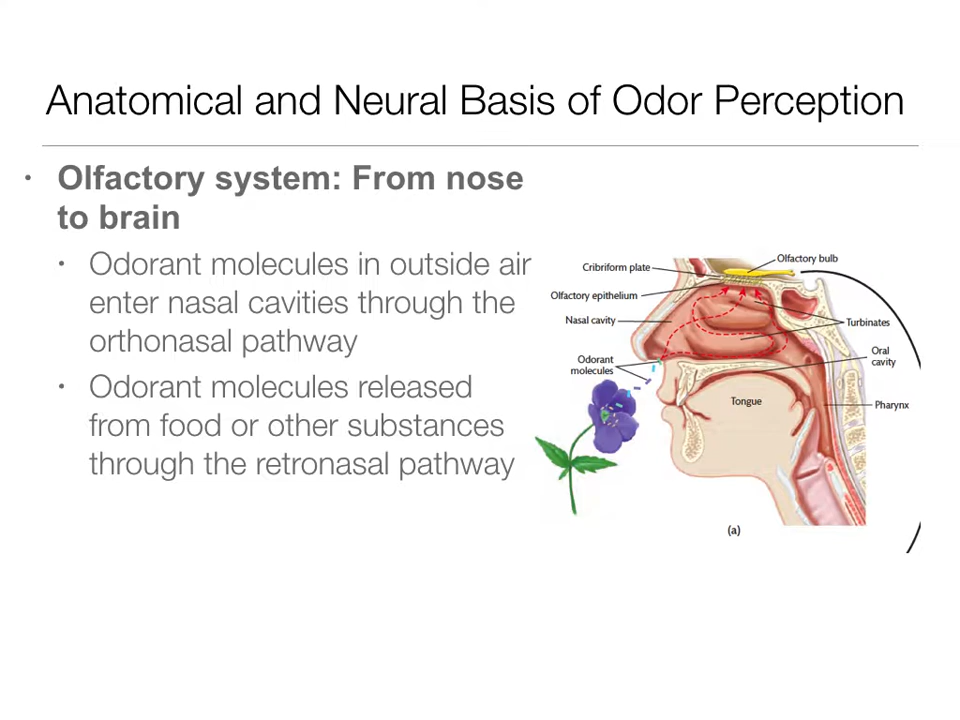 Anatomical and Neural Basis of Odor Perception
• Olfactory system: From nose
to brain
• Odorant molecules in outside air
enter nasal cavities through the
orthonasal pathway
• Odorant molecules released
from food or other substances
through the retronasal pathway
Olfactory bulb
Cribriform plate
Olfactory epithelium
Nasal cavity
Turbinates
Odorant
molecules
Oral
cavity
Tongue
Pharynx
(a)